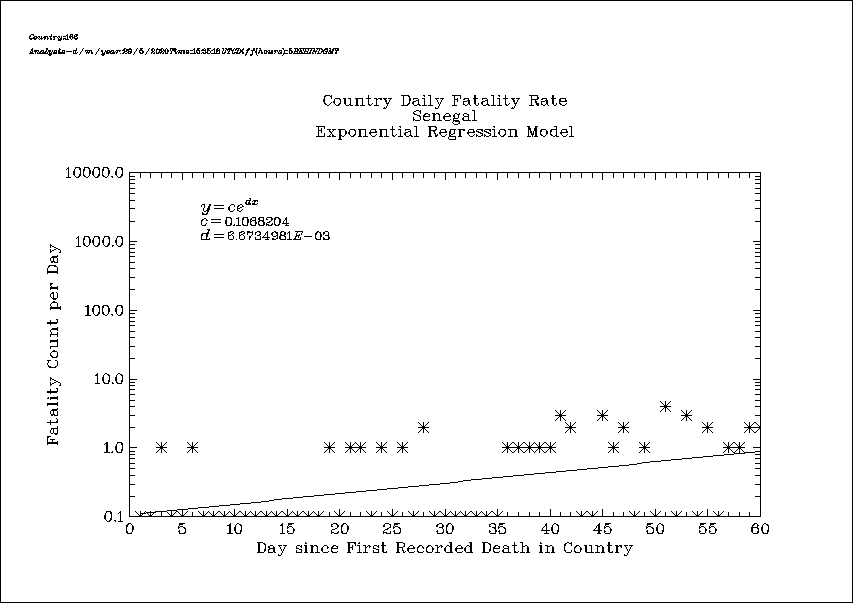 Country:166
Country Daily Fatality Rate
Senegal
Exponential Regression Model
10000.0
1000.0
100.0
10.0
1.0
0.1
y=ce^dx
c=0.1068204
d=6.6734981E-03
Fatality Count per Day
0 5 10 15 20 25 30 35 40 45 50 55 60
Day since First Recorded Death in Country